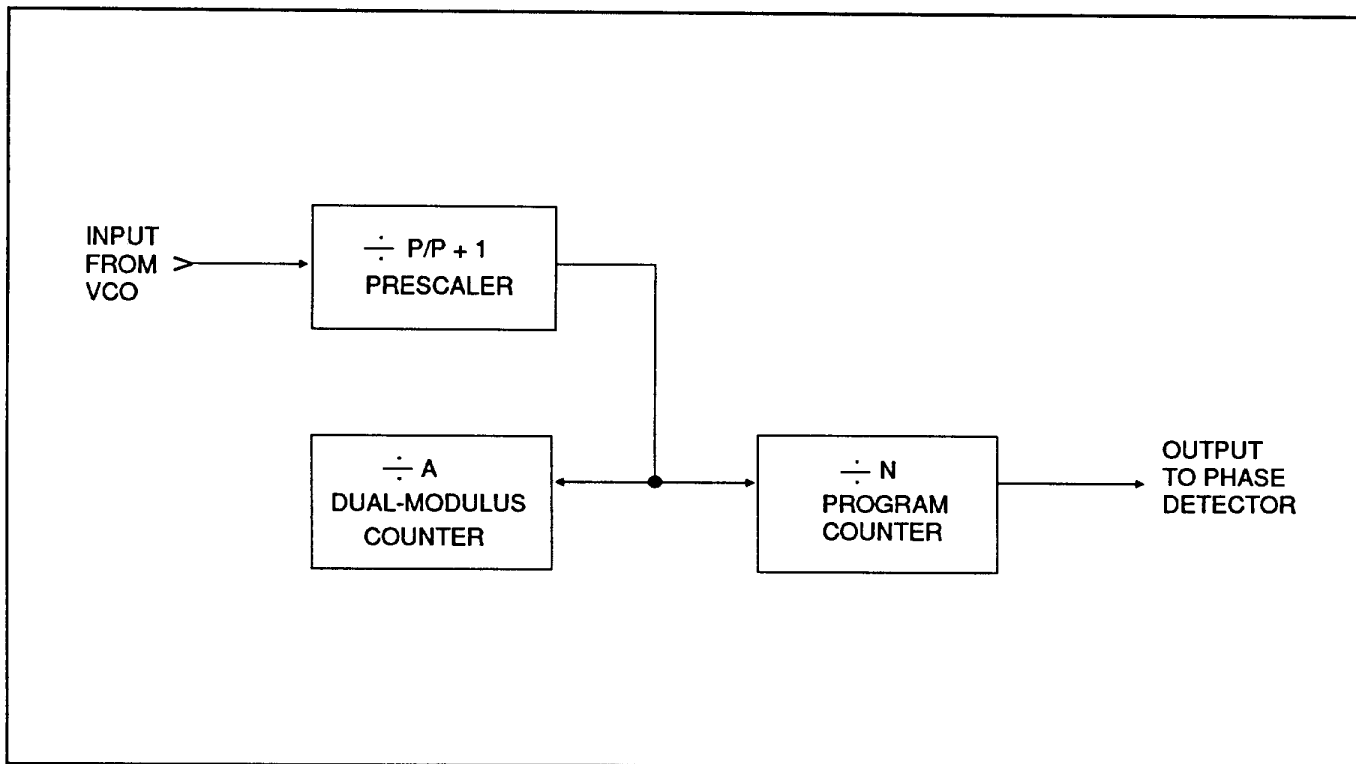 INPUT
FROM
VCO
÷ P/P + 1
PRESCALER
÷ A
DUAL-MODULUS
COUNTER
÷ N
PROGRAM
COUNTER
OUTPUT
TO PHASE
DETECTOR